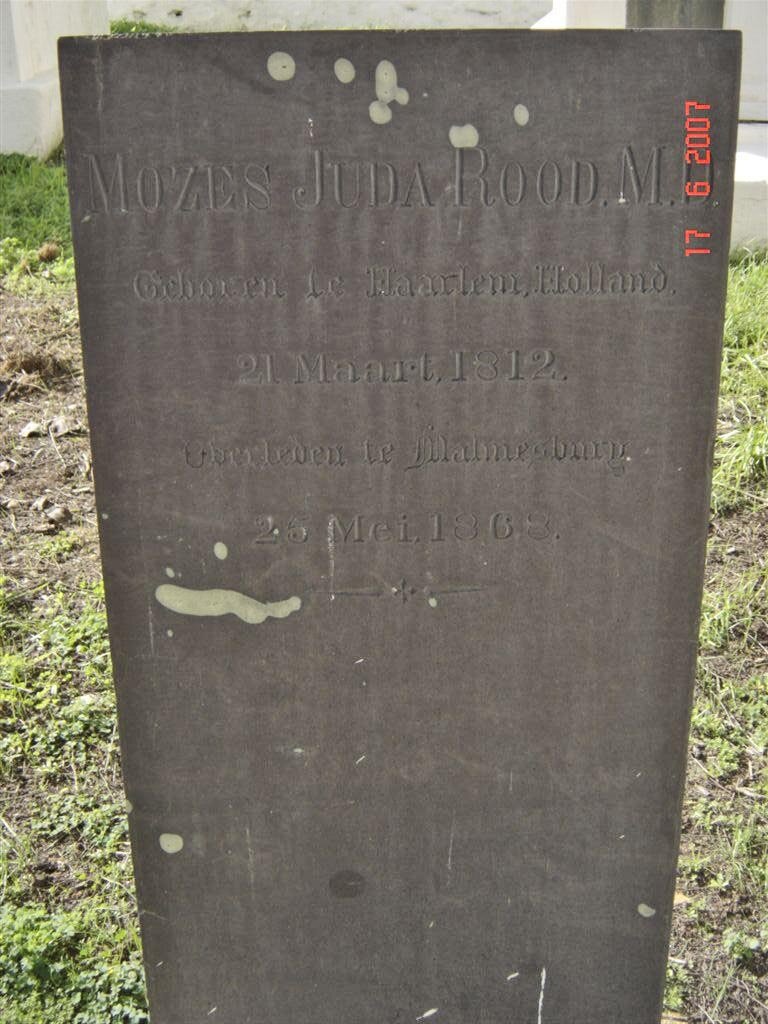 MOZES JUDA ROOD, M.D.
Geboren te Haarlem, Holland,
21 Maart, 1812.
Overleden te Malmesbury
25 Mei, 1868.
17 6 2007